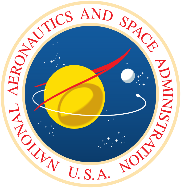 NATIONAL AERONAUTICS AND SPACE ADMINISTRATION
U.S.A.